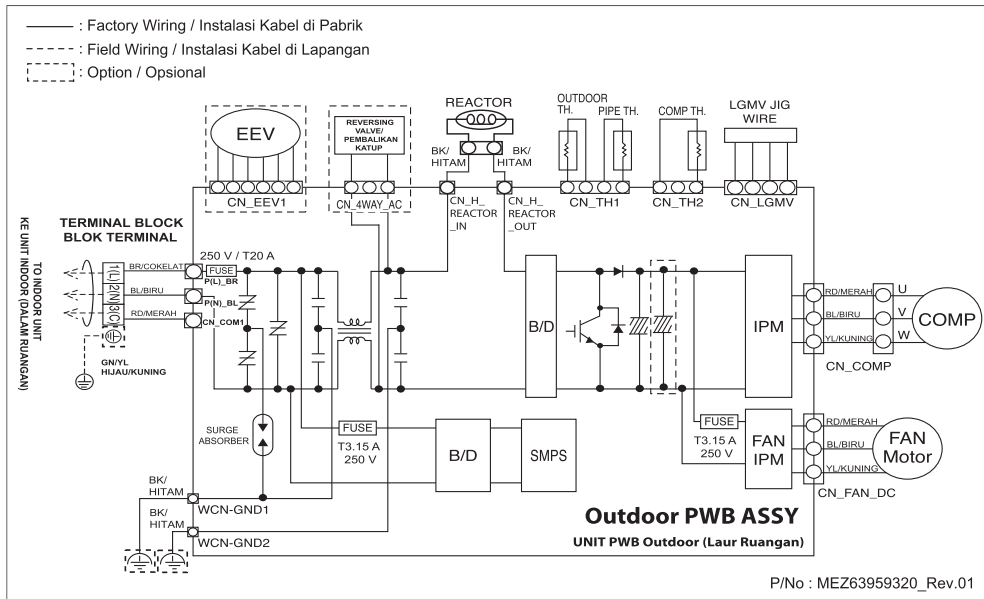 : Factory Wiring / Instalasi Kabel di Pabrik
: Field Wiring / Instalasi Kabel di Lapangan
: Option / Opsional
EEV
REVERSING
VALVE/
PEMBALIKAN
KATUP
REACTOR
BK/
HITAM
BK/
HITAM
OUTDOOR
TH.
PIPE TH.
COMP TH.
LGMV JIG
WIRE
CN_EEV1
CN_4WAY_AC
CN_H_
REACTOR
_IN
CN_H_
REACTOR
_OUT
CN_TH1
CN_TH2
CN_LGMV
TERMINAL BLOCK
BLOK TERMINAL
TO INDOOR UNIT
KE UNIT INDOOR (DALAM RUANGAN)
1(L)
2(N)
3(C)
BR/COKELAT
BL/BIRU
RD/MERAH
GN/YL
HIJAU/KUNING
250 V / T20 A
FUSE
P(L)_BR
P(N)_BL
CN_COM1
B/D
IPM
RD/MERAH
BL/BIRU
YL/KUNING
U
V
W
COMP
CN_COMP
SURGE
ABSORBER
FUSE
T3.15 A
250 V
B/D
SMPS
FUSE
T3.15 A
250 V
FAN
IPM
RD/MERAH
BL/BIRU
YL/KUNING
FAN
Motor
CN_FAN_DC
BK/
HITAM
WCN-GND1
BK/
HITAM
WCN-GND2
Outdoor PWB ASSY
UNIT PWB Outdoor (Laur Ruangan)
P/No : MEZ63959320_Rev.01